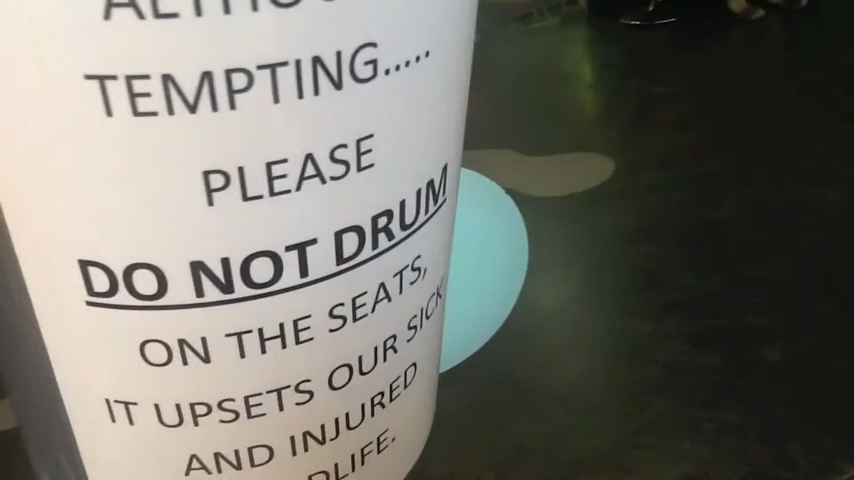 TEMPTING.....
PLEASE
DO NOT DRUM
ON THE SEATS,
IT UPSETS OUR SICK
AND INJURED